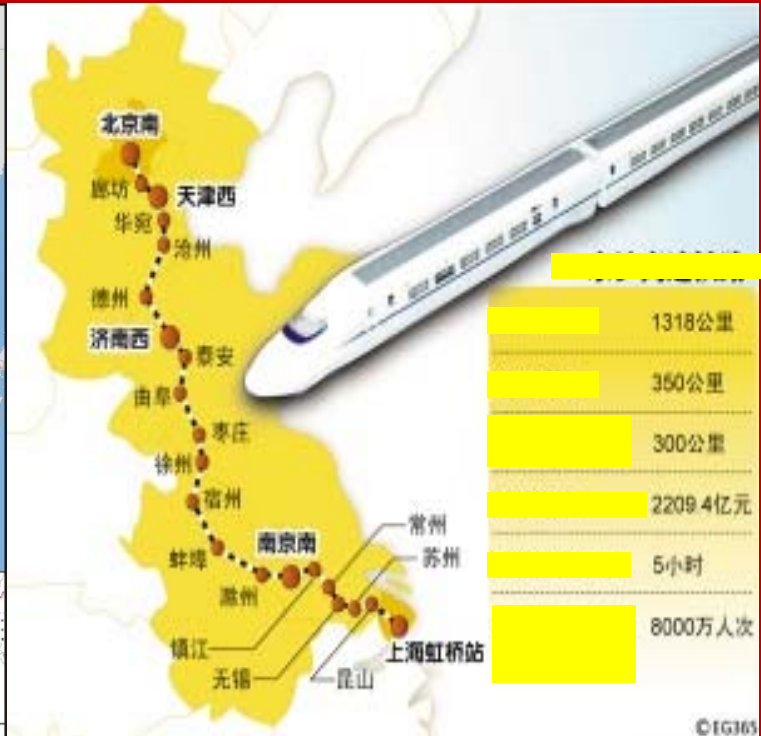 北京南
廊坊
天津西
华宛
沧州
德州
济南西
泰安
曲阜
枣庄
徐州
宿州
蚌埠
南京南
滁州
常州
苏州
镇江
无锡
昆山
上海虹桥站
1318公里
350公里
300公里
2209.4亿元
5小时
8000万人次
©EG365